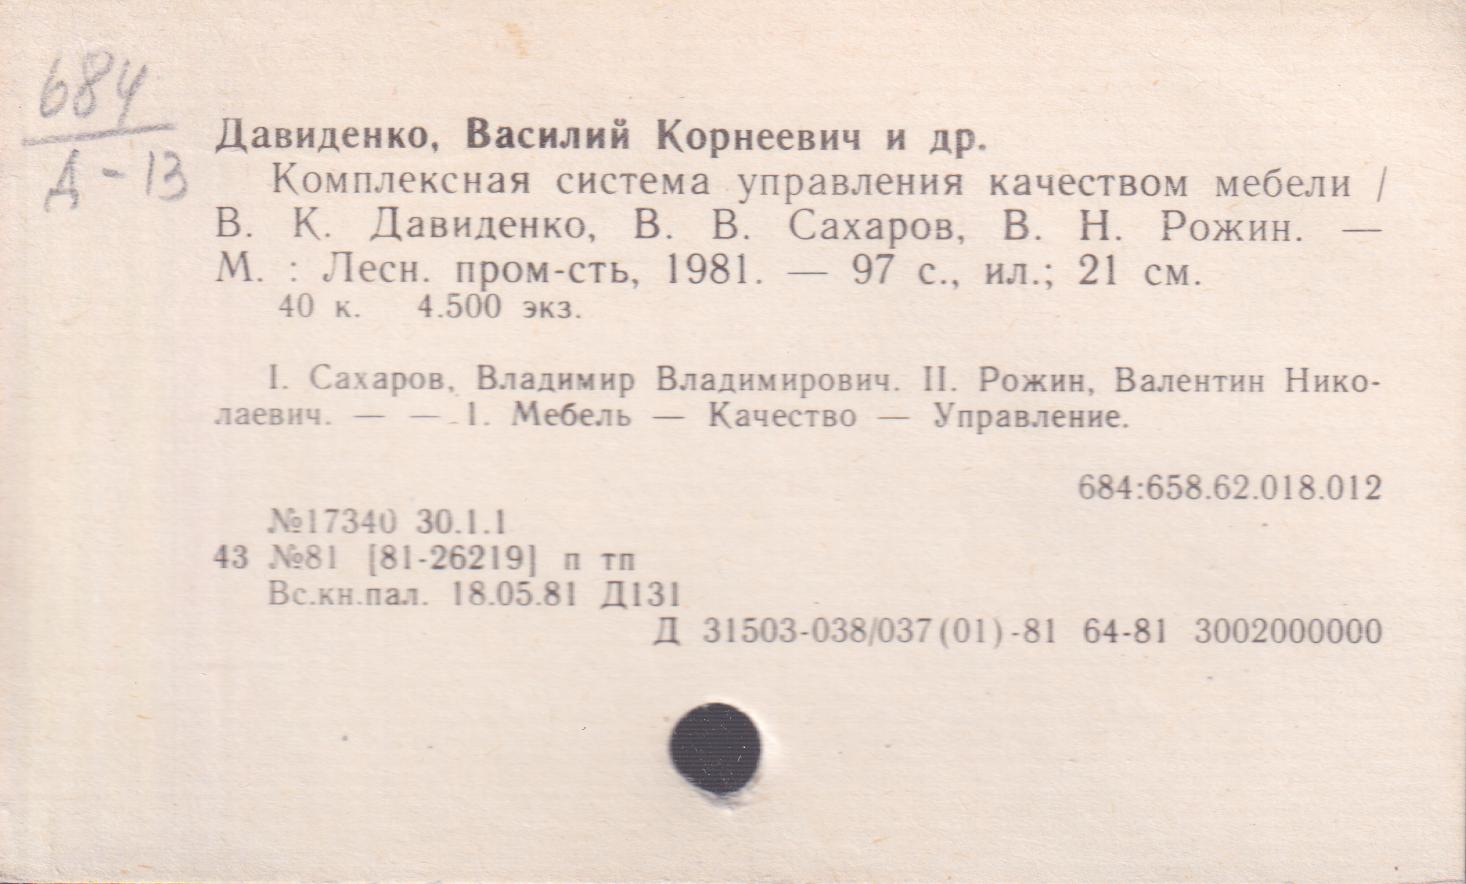 684
Д-13
Давиденко, Василий Корнеевич и др.
Комплексная система управления качеством мебели /
В. К. Давиденко, В. В. Сахаров, В. Н. Рожин. —
М. : Лесн. пром-сть, 1981. — 97 с., ил.; 21 см.
40 к. 4.500 экз.
I. Сахаров, Владимир Владимирович. II. Рожин, Валентин Нико-
лаевич. — — 1. Мебель — Качество — Управление.
684:658.62.018.012
№17340 30.1.1
43 №81 [81-26219] п тп
Вс.кн.пал. 18.05.81 Д131
Д 31503-038/037(01)-81 64-81 3002000000